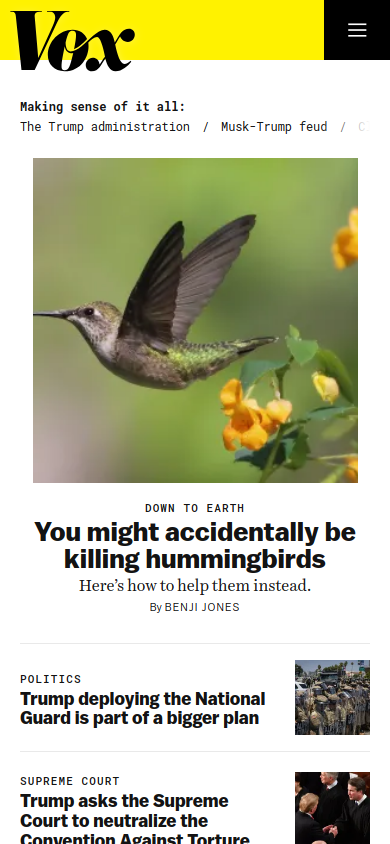 Vox
Making sense of it all:
The Trump administration / Musk-Trump feud / C
DOWN TO EARTH
You might accidentally be
killing hummingbirds
Here's how to help them instead.
By BENJI JONES
POLITICS
Trump deploying the National
Guard is part of a bigger plan
SUPREME COURT
Trump asks the Supreme
Court to neutralize the
Convention Against Torture